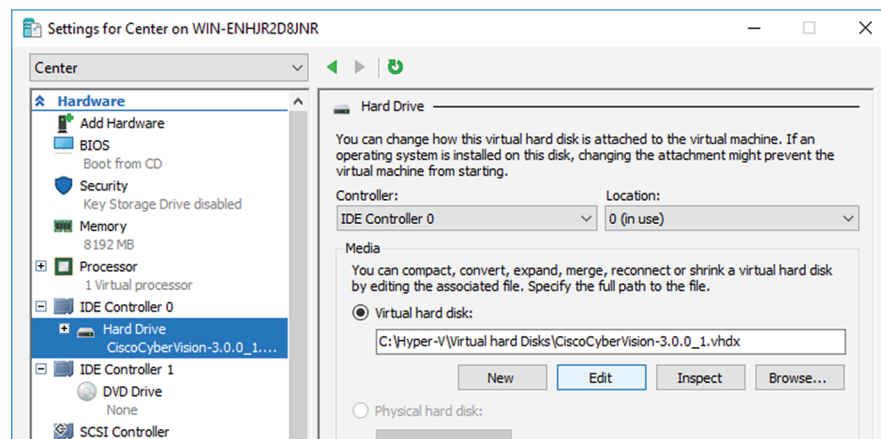 Settings for Center on WIN-ENHJR2D8JNR
Center
Hardware
Add Hardware
BIOS
Boot from CD
Security
Key Storage Drive disabled
Memory
8192 MB
Processor
1 Virtual processor
IDE Controller 0
Hard Drive
CiscoCyberVision-3.0.0_1....
IDE Controller 1
DVD Drive
None
SCSI Controller
Hard Drive
You can change how this virtual hard disk is attached to the virtual machine. If an
operating system is installed on this disk, changing the attachment might prevent the
virtual machine from starting.
Controller:
Location:
IDE Controller 0
0 (in use)
Media
You can compact, convert, expand, merge, reconnect or shrink a virtual hard disk
by editing the associated file. Specify the full path to the file.
Virtual hard disk:
C:\Hyper-V\Virtual hard Disks\CiscoCyberVision-3.0.0_1.vhdx
New
Edit
Inspect
Browse...
Physical hard disk: